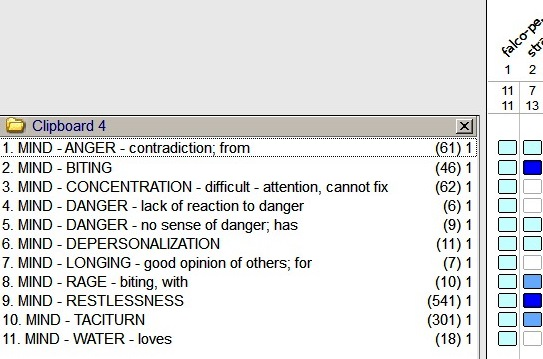 falco-pe.
stra
1 2
11 7
11 13
Clipboard 4
1. MIND - ANGER - contradiction; from (61) 1
2. MIND - BITING (46) 1
3. MIND - CONCENTRATION - difficult - attention, cannot fix (62) 1
4. MIND - DANGER - lack of reaction to danger (6) 1
5. MIND - DANGER - no sense of danger; has (9) 1
6. MIND - DEPERSONALIZATION (11) 1
7. MIND - LONGING - good opinion of others; for (7) 1
8. MIND - RAGE - biting, with (10) 1
9. MIND - RESTLESSNESS (541) 1
10. MIND - TACITURN (301) 1
11. MIND - WATER - loves (18) 1